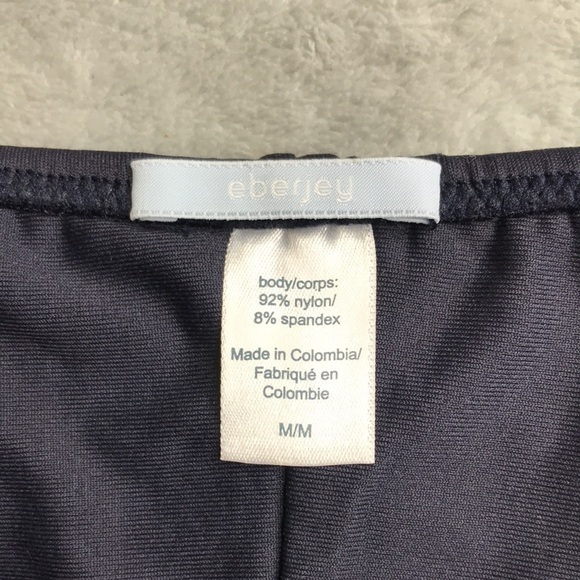 eberjey
body/corps:
92% nylon/
8% spandex
Made in Colombia/
Fabriqué en
Colombie
M/M